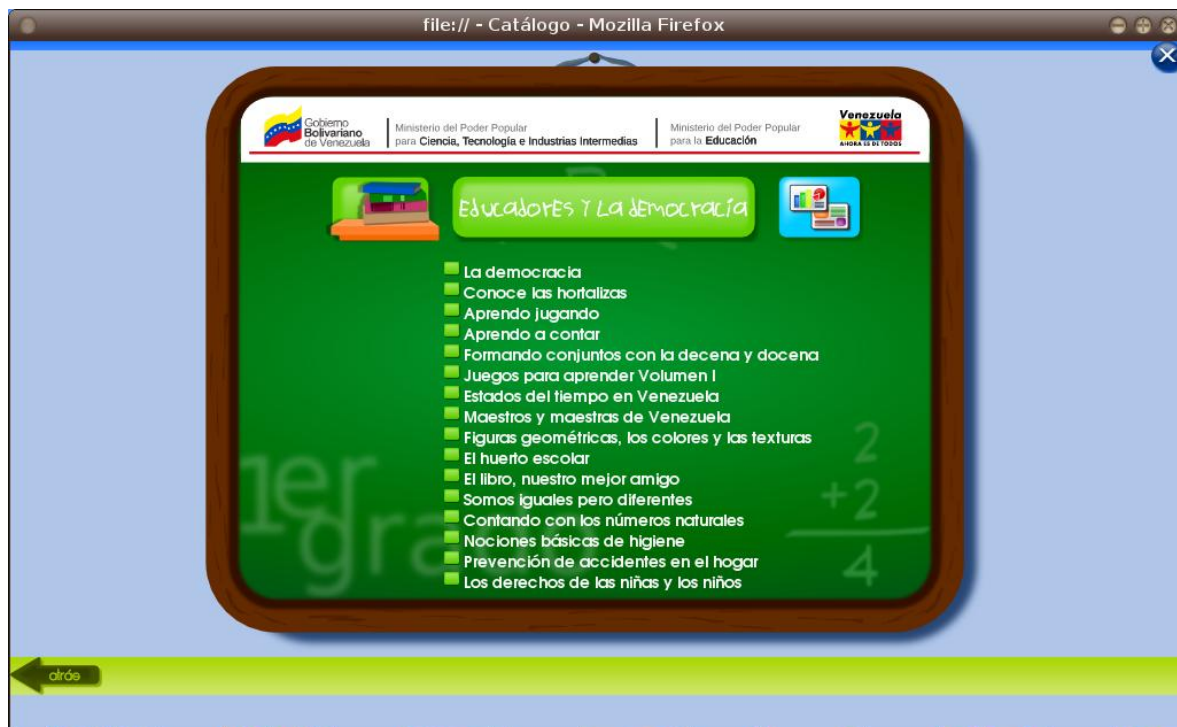 file:// - Catálogo - Mozilla Firefox
Gobierno
Bolivariano
de Venezuela
Ministerio del Poder Popular
para Ciencia, Tecnología e Industrias Intermedias
Ministerio del Poder Popular
para la Educación
Venezuela
AHORA ES DE TODOS
Educadores y la democracía
La democracia
Conoce las hortalizas
Aprendo jugando
Aprendo a contar
Formando conjuntos con la decena y docena
Juegos para aprender Volumen I
Estados del tiempo en Venezuela
Maestros y maestras de Venezuela
Figuras geométricas, los colores y las texturas
El huerto escolar
El libro, nuestro mejor amigo
Somos iguales pero diferentes
Contando con los números naturales
Nociones básicas de higiene
Prevención de accidentes en el hogar
Los derechos de las niñas y los niños
1er
grado
2
+2
4
atrás